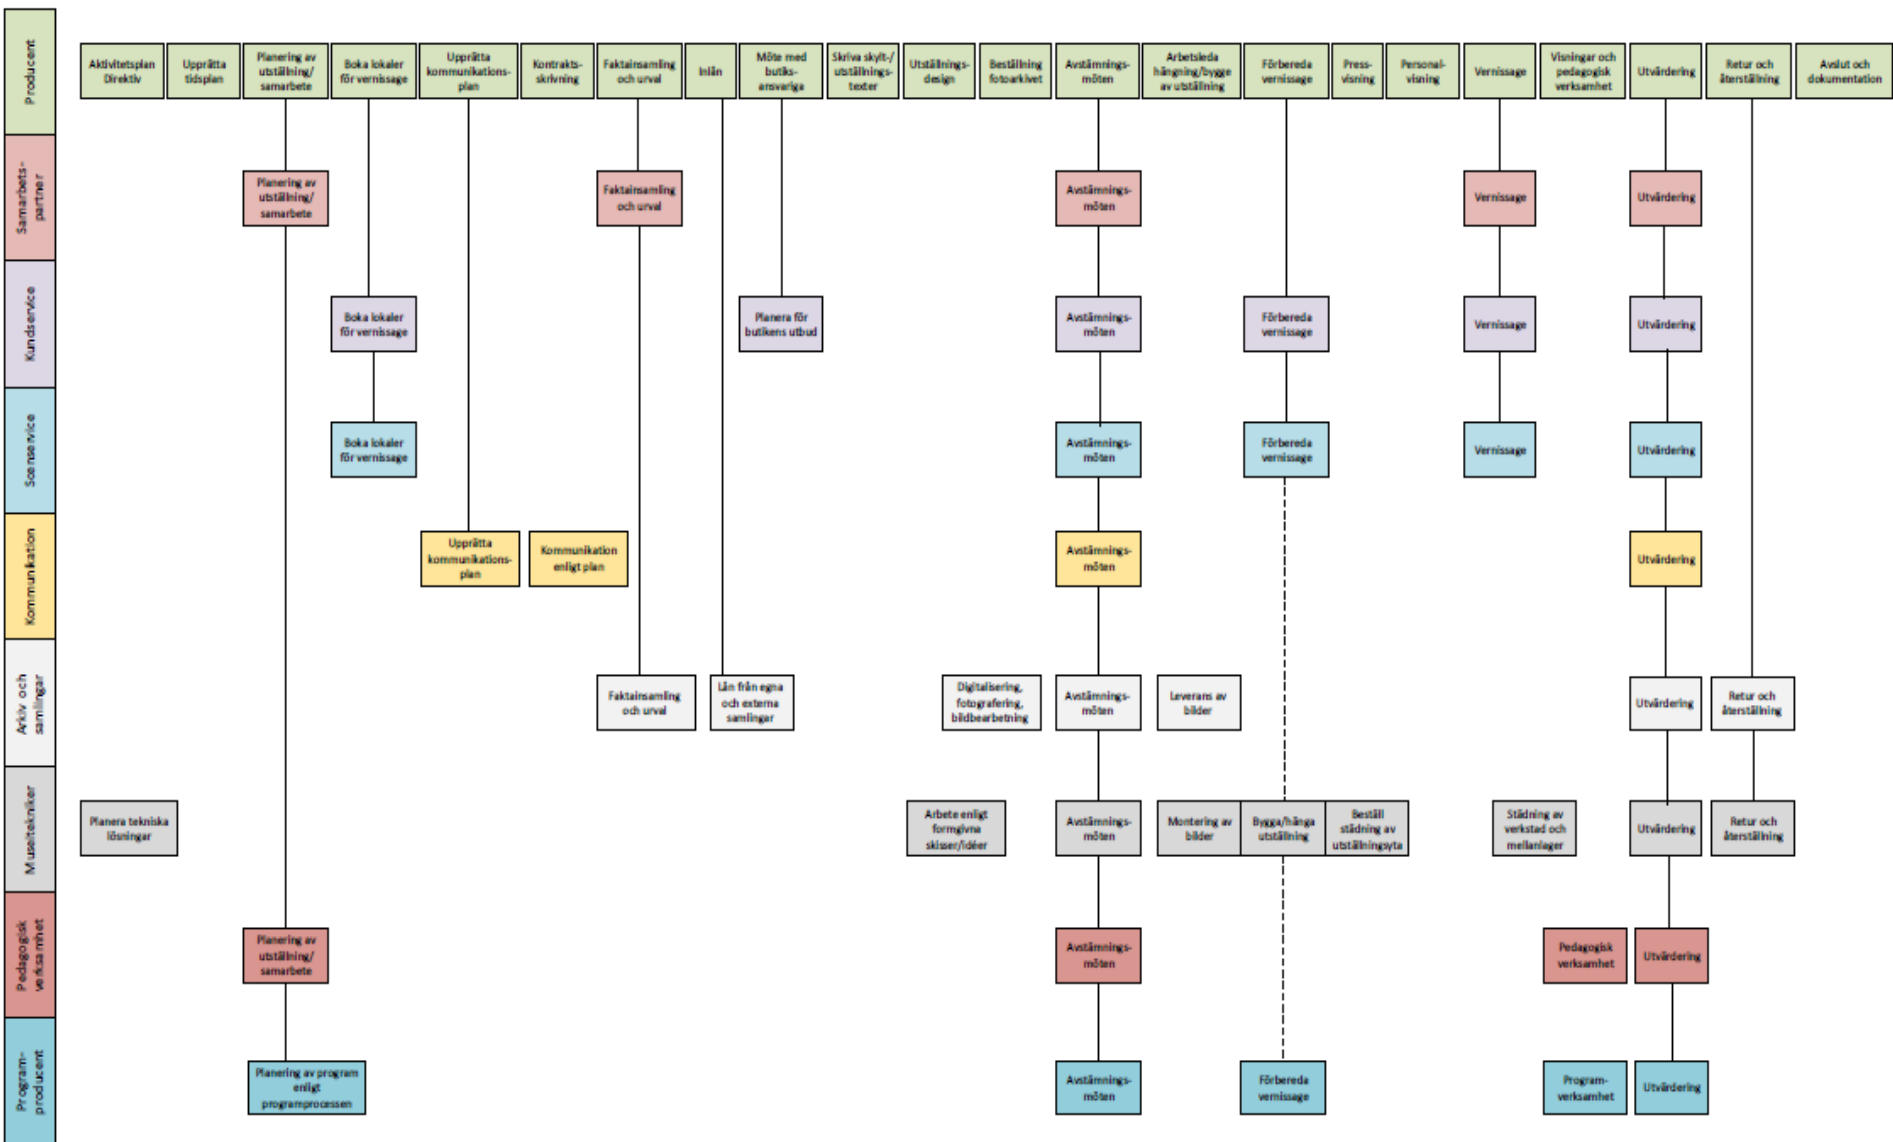 Producent
Aktivitetsplan
Direktiv
Upprätta
tidsplan
Planering av
utställning/
samarbete
Boka lokaler
för vernissage
Upprätta
kommunikations-
plan
Kontrakts-
skrivning
Faktainsamling
och urval
Inlån
Möte med
butiks-
ansvariga
Skriva skylt-/
utställnings-
texter
Utställnings-
design
Beställning
fotoarkivet
Avstämnings-
möten
Arbetsleda
hängning/bygge
av utställning
Förbereda
vernissage
Press-
visning
Personal-
visning
Vernissage
Visningar och
pedagogisk
verksamhet
Utvärdering
Retur och
återställning
Avslut och
dokumentation
Samarbets-
partner
Planering av
utställning/
samarbete
Faktainsamling
och urval
Avstämnings-
möten
Vernissage
Utvärdering
Kundservice
Boka lokaler
för vernissage
Planera för
butikens utbud
Avstämnings-
möten
Förbereda
vernissage
Vernissage
Utvärdering
Scenservice
Boka lokaler
för vernissage
Avstämnings-
möten
Förbereda
vernissage
Vernissage
Utvärdering
Kommunikation
Upprätta
kommunikations-
plan
Kommunikation
enligt plan
Avstämnings-
möten
Utvärdering
Arkiv och
samlingar
Faktainsamling
och urval
Lån från egna
och externa
samlingar
Digitalisering,
fotografering,
bildbearbetning
Avstämnings-
möten
Leverans av
bilder
Utvärdering
Retur och
återställning
Museitekniker
Planera tekniska
lösningar
Arbete enligt
formgivna
skisser/idéer
Avstämnings-
möten
Montering av
bilder
Bygga/hänga
utställning
Beställ
städning av
utställningsyta
Städning av
verkstad och
mellanlager
Utvärdering
Retur och
återställning
Pedagogisk
verksamhet
Planering av
utställning/
samarbete
Avstämnings-
möten
Pedagogisk
verksamhet
Utvärdering
Program-
producent
Planering av program
enligt
programprocessen
Avstämnings-
möten
Förbereda
vernissage
Program-
verksamhet
Utvärdering